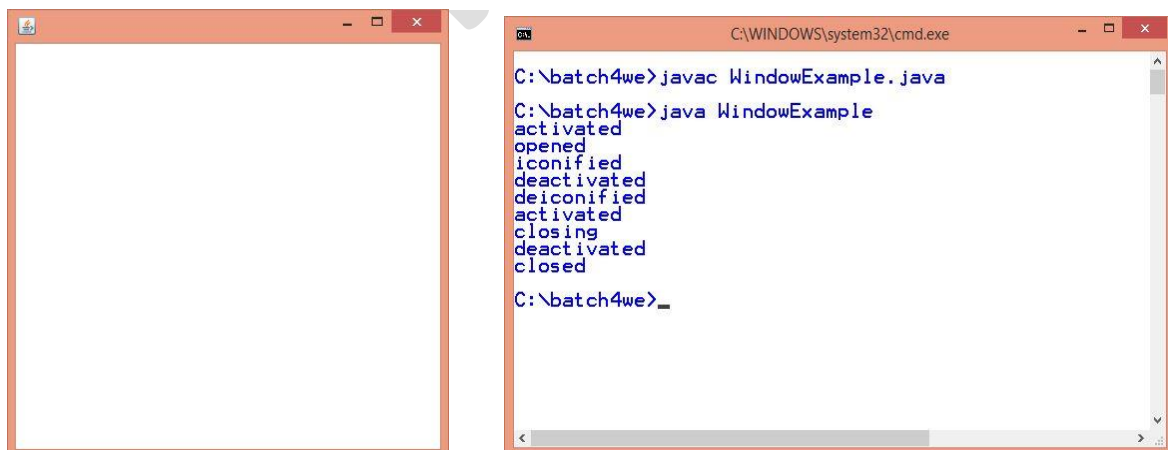 C:\WINDOWS\system32\cmd.exe
C:\batch4we>javac WindowExample.java
C:\batch4we>java WindowExample
activated
opened
iconified
deactivated
deiconified
activated
closing
deactivated
closed
C:\batch4we>_